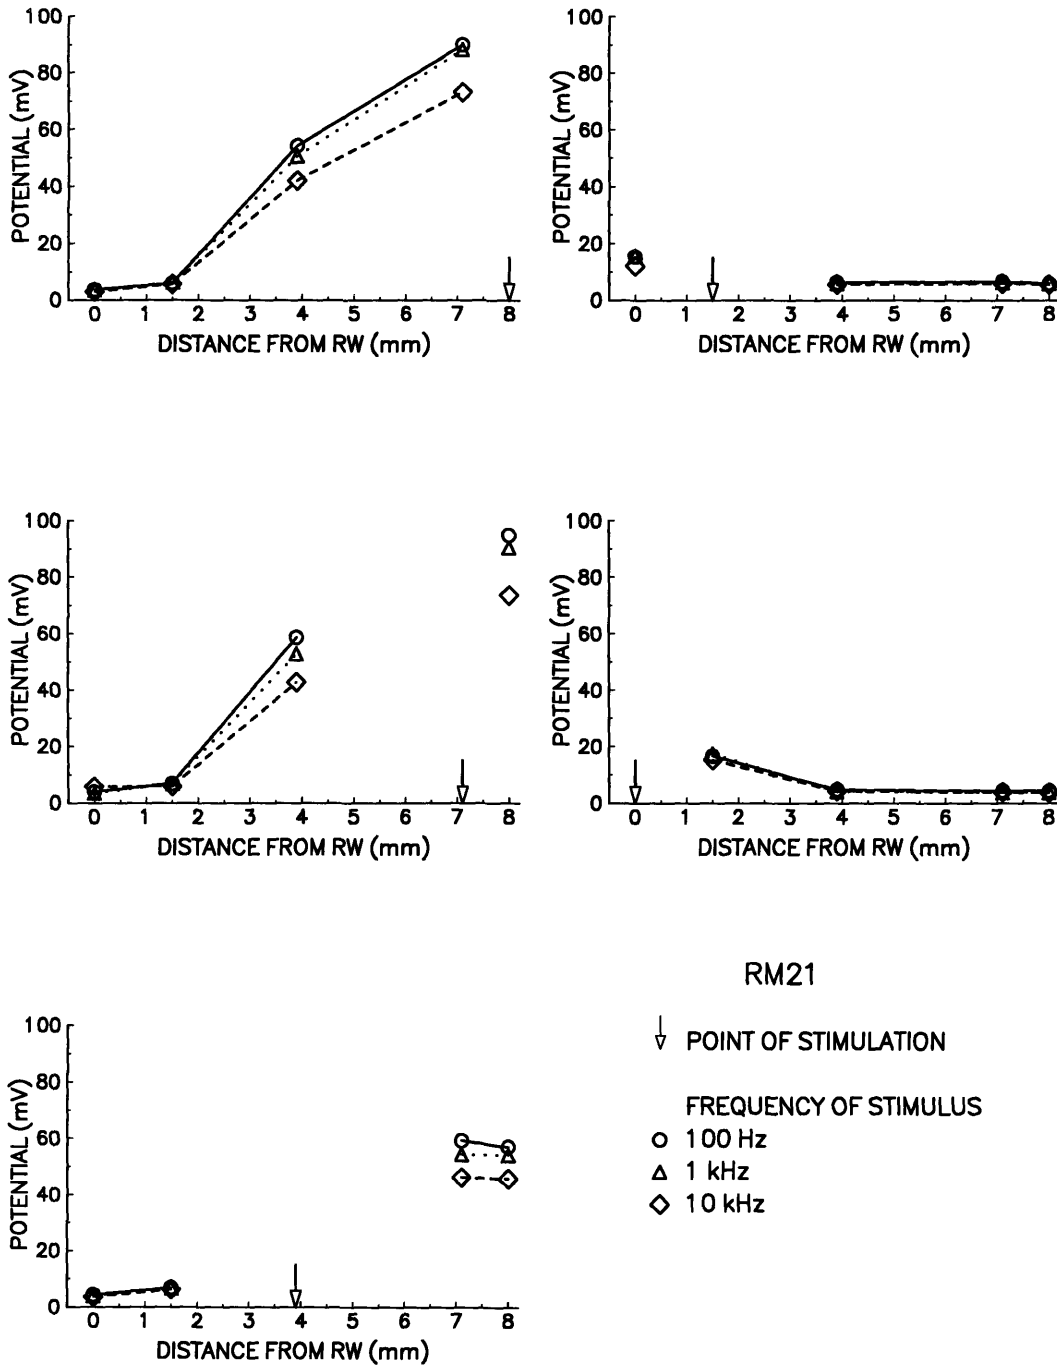 100
80
60
40
20
0
POTENTIAL (mV)
0 1 2 3 4 5 6 7 8
DISTANCE FROM RW (mm)
100
80
60
40
20
0
POTENTIAL (mV)
0 1 2 3 4 5 6 7 8
DISTANCE FROM RW (mm)
100
80
60
40
20
0
POTENTIAL (mV)
0 1 2 3 4 5 6 7 8
DISTANCE FROM RW (mm)
100
80
60
40
20
0
POTENTIAL (mV)
0 1 2 3 4 5 6 7 8
DISTANCE FROM RW (mm)
100
80
60
40
20
0
POTENTIAL (mV)
0 1 2 3 4 5 6 7 8
DISTANCE FROM RW (mm)
RM21
POINT OF STIMULATION
FREQUENCY OF STIMULUS
100 Hz
1 kHz
10 kHz